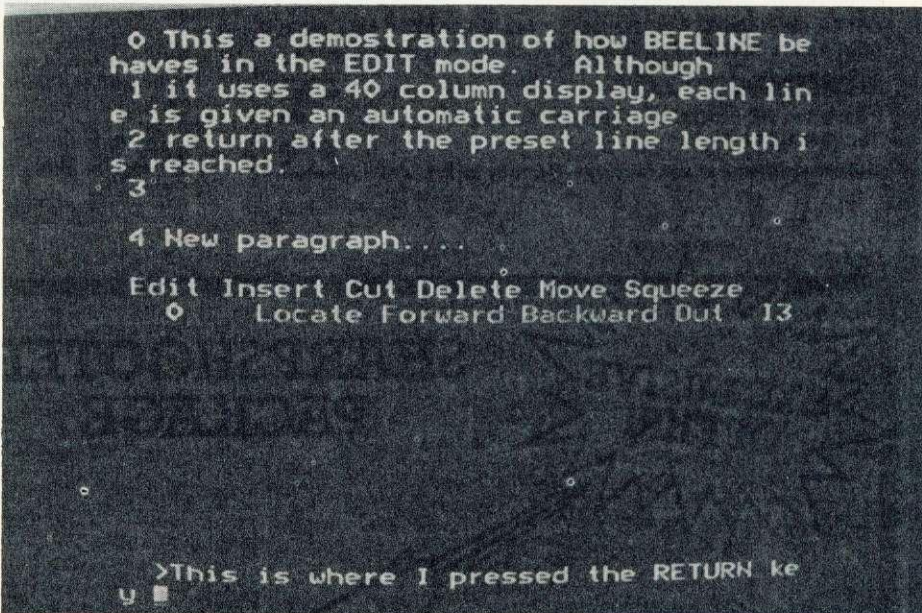 0 This a demostration of how BEELINE be
haves in the EDIT mode. Although
1 it uses a 40 column display, each lin
e is given an automatic carriage
2 return after the preset line length i
s reached.
3
4 New paragraph....
Edit Insert Cut Delete Move Squeeze
0 Locate Forward Backward Out 13
>This is where I pressed the RETURN ke
y